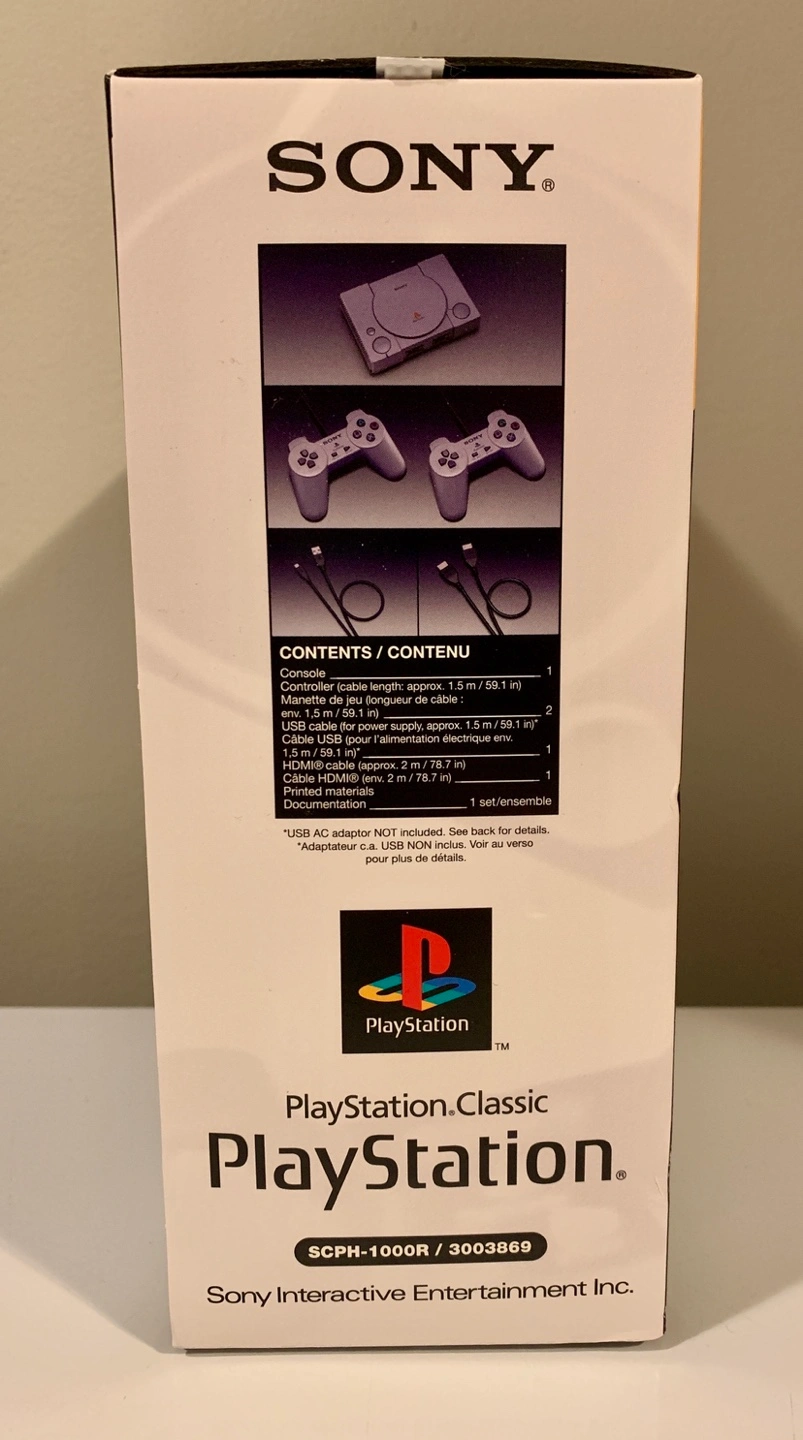 SONY®
SONY
SONY
CONTENTS / CONTENU
Console 1
Controller (cable length: approx. 1.5 m / 59.1 in)
Manette de jeu (longueur de câble :
env. 1,5 m / 59.1 in) 2
USB cable (for power supply, approx. 1.5 m / 59.1 in)*
Câble USB (pour l'alimentation électrique env.
1,5 m / 59.1 in)* 1
HDMI® cable (approx. 2 m / 78.7 in)
Câble HDMI® (env. 2 m / 78.7 in) 1
Printed materials
Documentation 1 set/ensemble
*USB AC adaptor NOT included. See back for details.
*Adaptateur c.a. USB NON inclus. Voir au verso
pour plus de détails.
PlayStation
TM
PlayStation®Classic
PlayStation®
SCPH-1000R / 3003869
Sony Interactive Entertainment Inc.